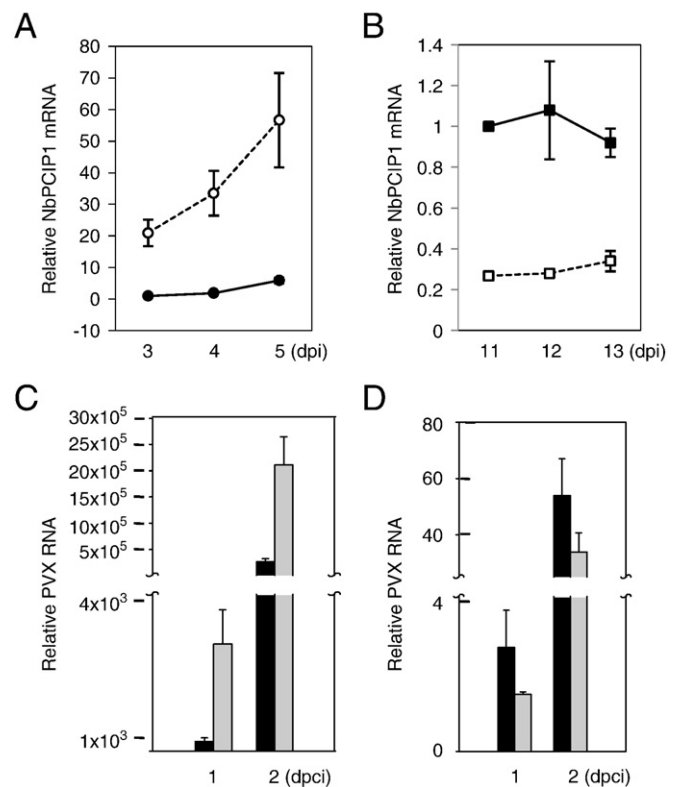 A
Relative NbPCIP1 mRNA
80
70
60
50
40
30
20
10
0
-10
3 4 5 (dpi)
B
Relative NbPCIP1 mRNA
1.4
1.2
1
0.8
0.6
0.4
0.2
0
11 12 13 (dpi)
C
Relative PVX RNA
30x10⁵
25x10⁵
20x10⁵
15x10⁵
10x10⁵
5x10⁵
4x10³
1x10³
1 2 (dpci)
D
Relative PVX RNA
80
60
40
4
0
1 2 (dpci)